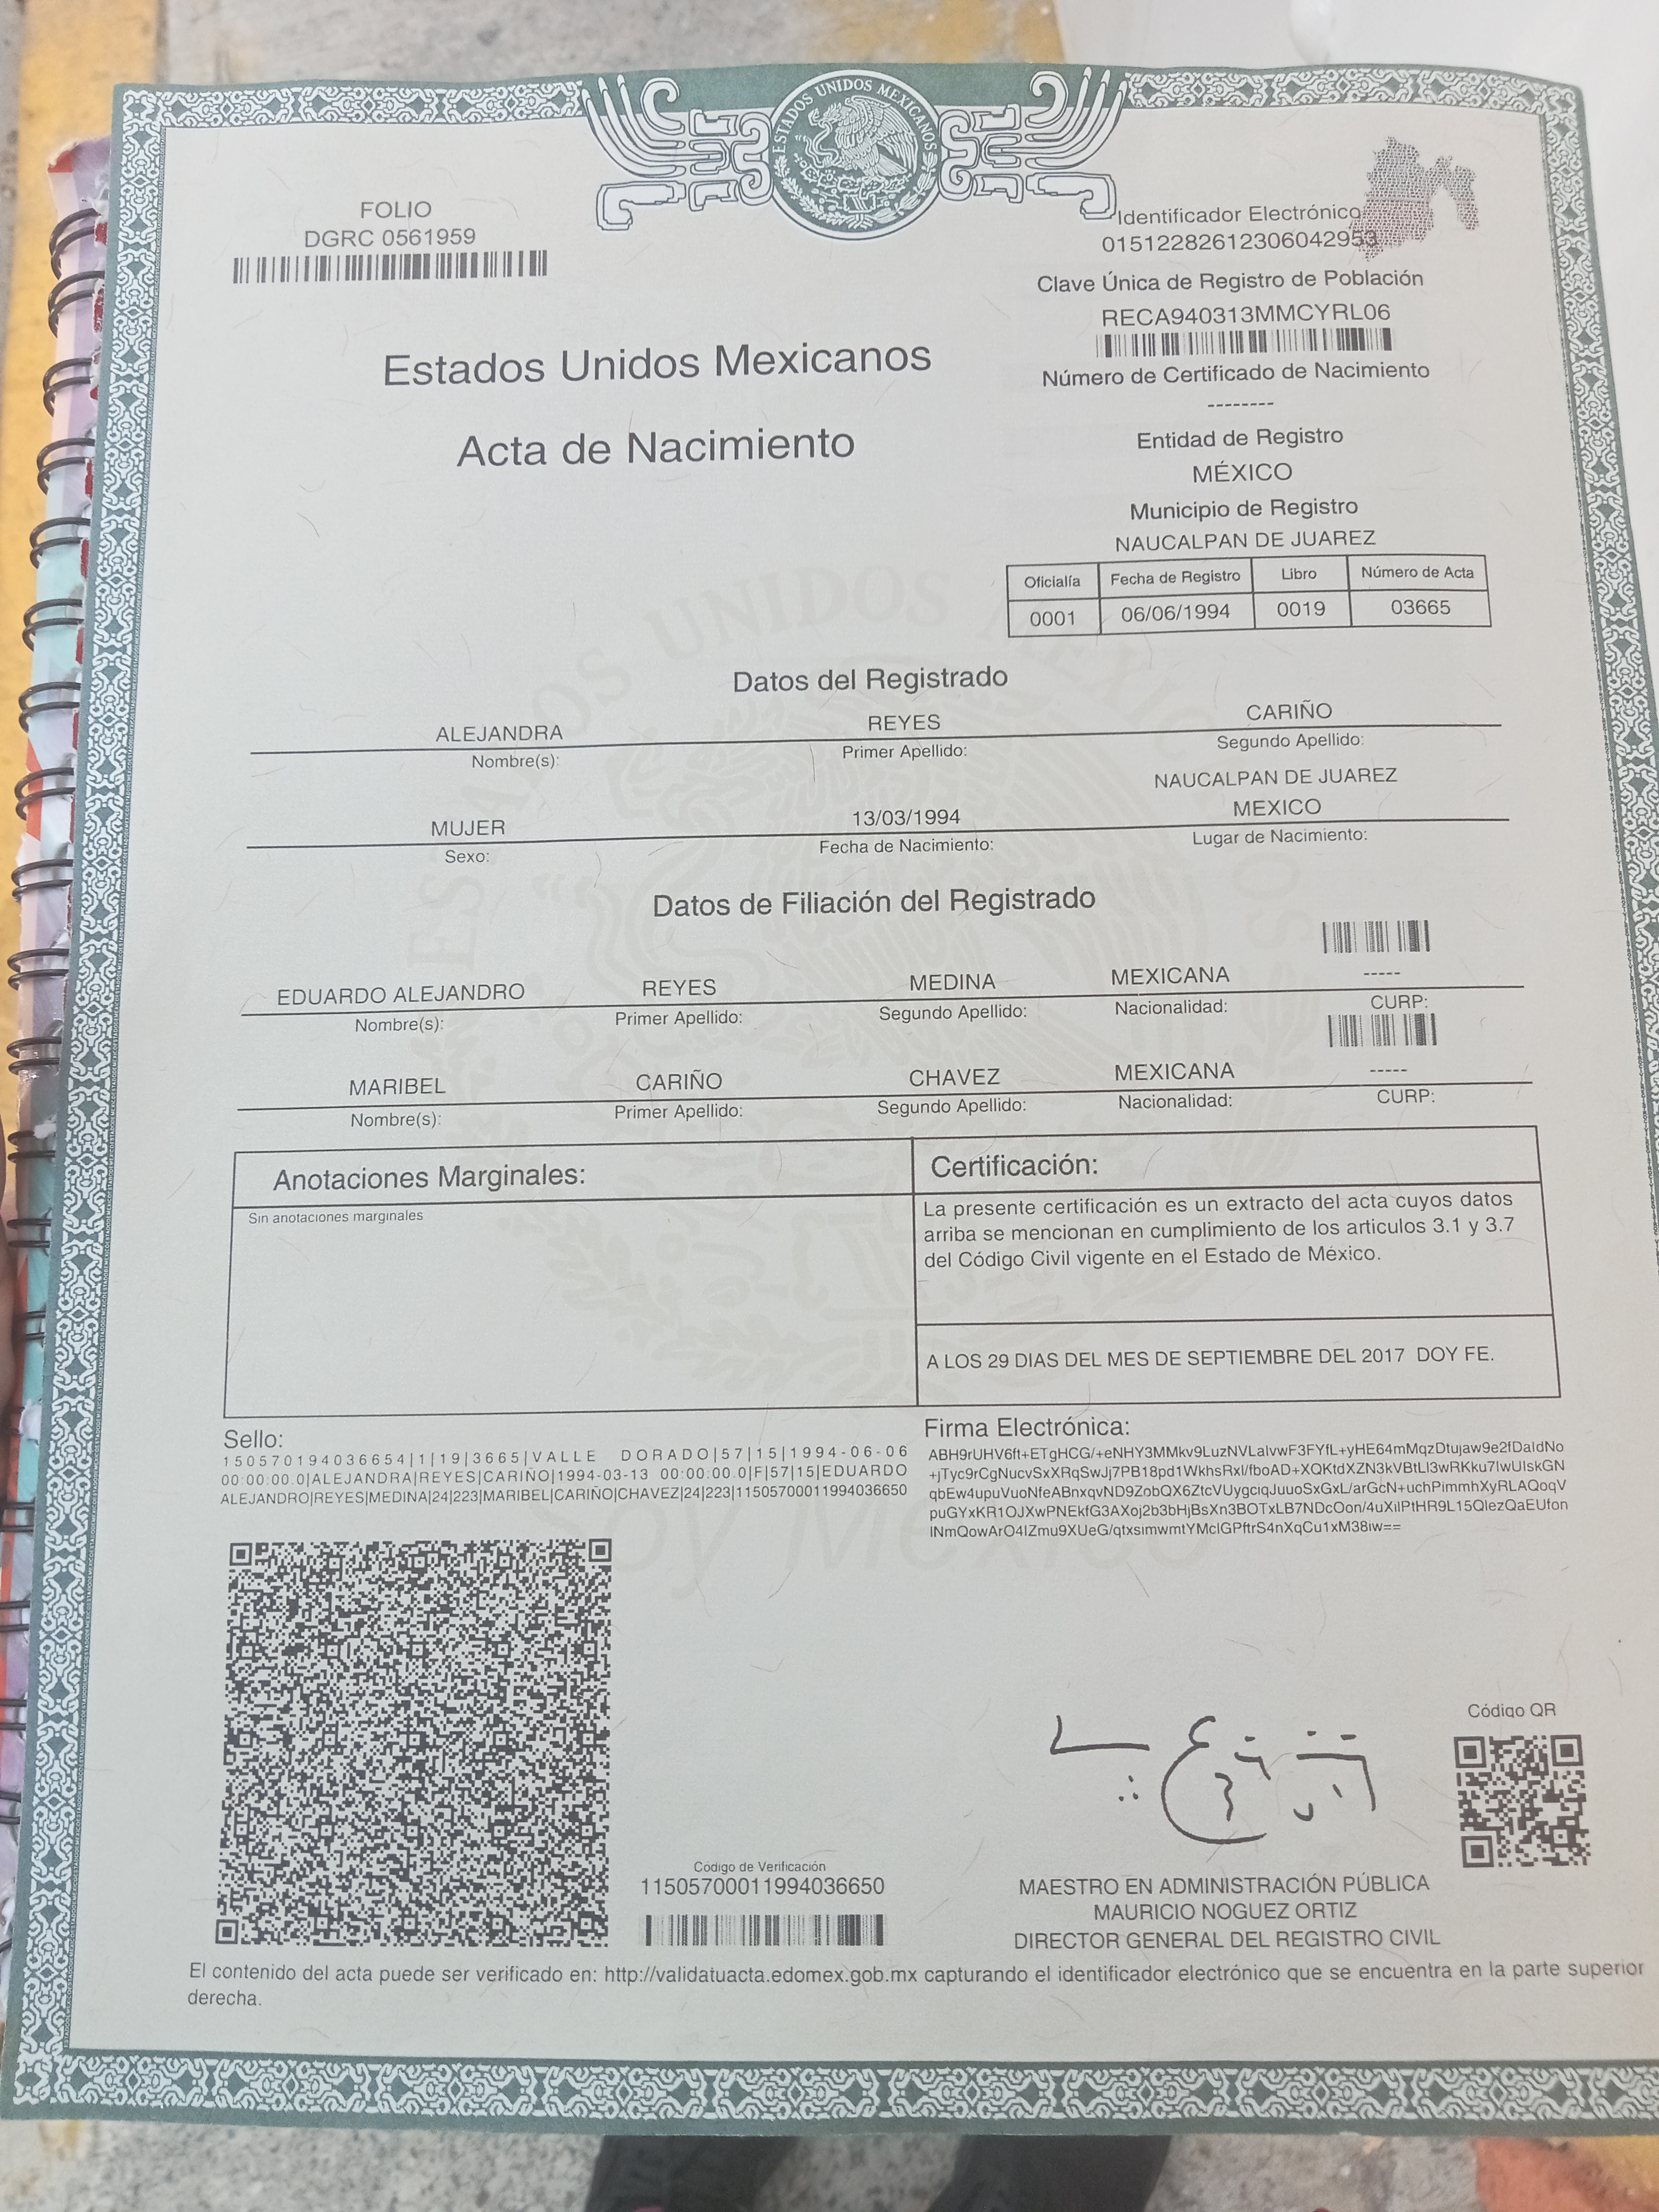 ESTADOS UNIDOS MEXICANOS
FOLIO
DGRC 0561959
Identificador Electrónico
01512282612306042953
Clave Única de Registro de Población
RECA940313MMCYRL06
Número de Certificado de Nacimiento
--------
Estados Unidos Mexicanos
Acta de Nacimiento
Entidad de Registro
MÉXICO
Municipio de Registro
NAUCALPAN DE JUAREZ
Oficialía Fecha de Registro Libro Número de Acta
0001 06/06/1994 0019 03665
Datos del Registrado
ALEJANDRA REYES CARIÑO
Nombre(s): Primer Apellido: Segundo Apellido:
NAUCALPAN DE JUAREZ
MUJER 13/03/1994 MEXICO
Sexo: Fecha de Nacimiento: Lugar de Nacimiento:
Datos de Filiación del Registrado
EDUARDO ALEJANDRO REYES MEDINA MEXICANA -----
Nombre(s): Primer Apellido: Segundo Apellido: Nacionalidad: CURP:
MARIBEL CARIÑO CHAVEZ MEXICANA -----
Nombre(s): Primer Apellido: Segundo Apellido: Nacionalidad: CURP:
Anotaciones Marginales:
Sin anotaciones marginales
Certificación:
La presente certificación es un extracto del acta cuyos datos
arriba se mencionan en cumplimiento de los articulos 3.1 y 3.7
del Código Civil vigente en el Estado de México.
A LOS 29 DIAS DEL MES DE SEPTIEMBRE DEL 2017 DOY FE.
Sello:
150570194036654|1|19|3665|VALLE DORADO|57|15|1994-06-06
00:00:00.0|ALEJANDRA|REYES|CARIÑO|1994-03-13 00:00:00.0|F|57|15|EDUARDO
ALEJANDRO|REYES|MEDINA|24|223|MARIBEL|CARIÑO|CHAVEZ|24|223|11505700011994036650
Firma Electrónica:
Soy México
Código QR
Código de Verificación
11505700011994036650
MAESTRO EN ADMINISTRACIÓN PÚBLICA
MAURICIO NOGUEZ ORTIZ
DIRECTOR GENERAL DEL REGISTRO CIVIL
El contenido del acta puede ser verificado en: http://validatuacta.edomex.gob.mx capturando el identificador electrónico que se encuentra en la parte superior
derecha.